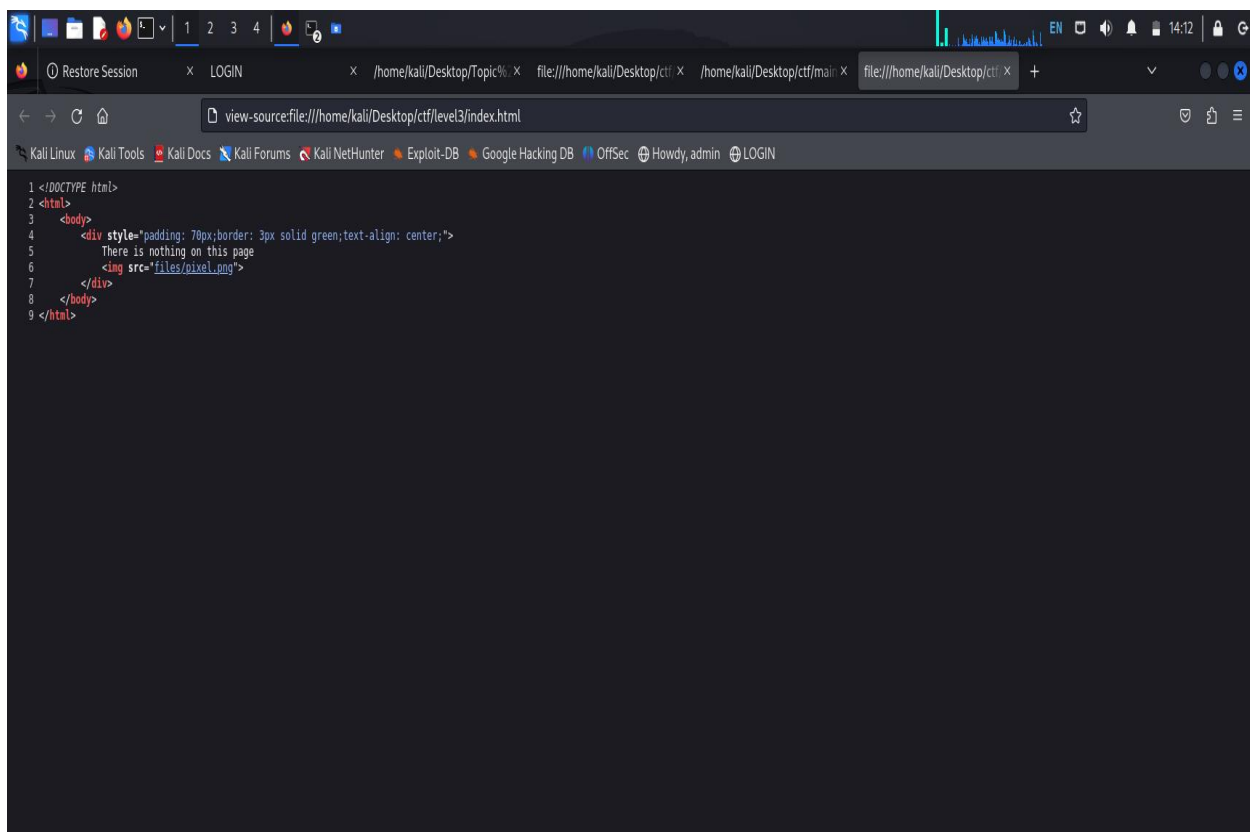 1 2 3 4 2 EN 14:12
Restore Session LOGIN /home/kali/Desktop/Topic%2 file:///home/kali/Desktop/ctf/ /home/kali/Desktop/ctf/main file:///home/kali/Desktop/ctf/
view-source:file:///home/kali/Desktop/ctf/level3/index.html
Kali Linux Kali Tools Kali Docs Kali Forums Kali NetHunter Exploit-DB Google Hacking DB OffSec Howdy, admin LOGIN
1 <!DOCTYPE html>
2 <html>
3 <body>
4 <div style="padding: 70px;border: 3px solid green;text-align: center;">
5 There is nothing on this page
6 <img src="files/pixel.png">
7 </div>
8 </body>
9 </html>